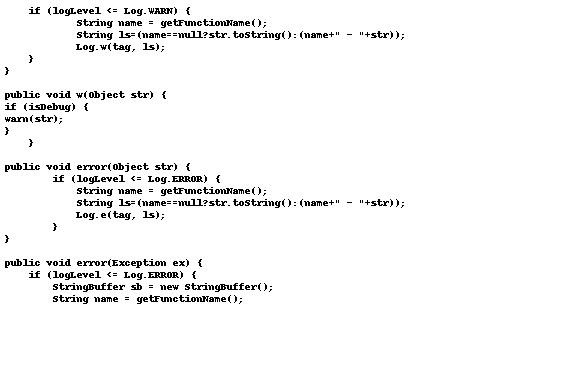 if (logLevel <= Log.WARN) {
            String name = getFunctionName();
            String ls=(name==null?str.toString():(name+" - "+str));
            Log.w(tag, ls);
    }
}

public void w(Object str) {
if (isDebug) {
warn(str);
}
    }

public void error(Object str) {
        if (logLevel <= Log.ERROR) {
            String name = getFunctionName();
            String ls=(name==null?str.toString():(name+" - "+str));
            Log.e(tag, ls);
        }
}

public void error(Exception ex) {
    if (logLevel <= Log.ERROR) {
        StringBuffer sb = new StringBuffer();
        String name = getFunctionName();